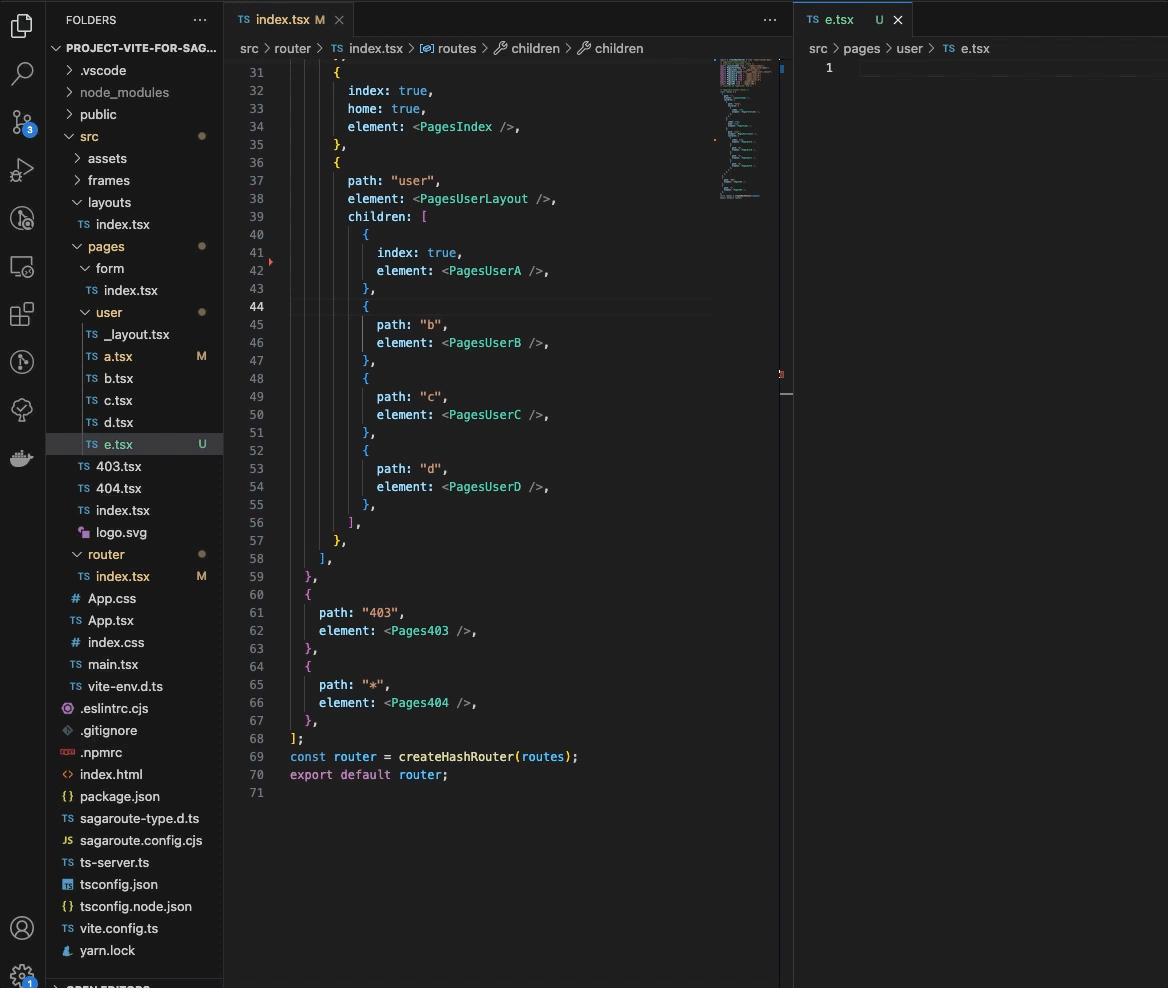 FOLDERS
PROJECT-VITE-FOR-SAG...
.vscode
node_modules
public
src
assets
frames
layouts
TS index.tsx
pages
form
TS index.tsx
user
TS _layout.tsx
TS a.tsx M
TS b.tsx
TS c.tsx
TS d.tsx
TS e.tsx U
TS 403.tsx
TS 404.tsx
TS index.tsx
logo.svg
router
TS index.tsx M
# App.css
TS App.tsx
# index.css
TS main.tsx
TS vite-env.d.ts
.eslintrc.cjs
.gitignore
.npmrc
index.html
{} package.json
TS sagaroute-type.d.ts
JS sagaroute.config.cjs
TS ts-server.ts
TS tsconfig.json
{} tsconfig.node.json
TS vite.config.ts
yarn.lock
OPEN EDITORS
3
1
TS index.tsx M
src > router > TS index.tsx > routes > children > children
31 {
32 index: true,
33 home: true,
34 element: <PagesIndex />,
35 },
36 {
37 path: "user",
38 element: <PagesUserLayout />,
39 children: [
40 {
41 index: true,
42 element: <PagesUserA />,
43 },
44 {
45 path: "b",
46 element: <PagesUserB />,
47 },
48 {
49 path: "c",
50 element: <PagesUserC />,
51 },
52 {
53 path: "d",
54 element: <PagesUserD />,
55 },
56 ],
57 },
58 ],
59 },
60 {
61 path: "403",
62 element: <Pages403 />,
63 },
64 {
65 path: "*",
66 element: <Pages404 />,
67 },
68 ];
69 const router = createHashRouter(routes);
70 export default router;
71
TS e.tsx U
src > pages > user > TS e.tsx
1